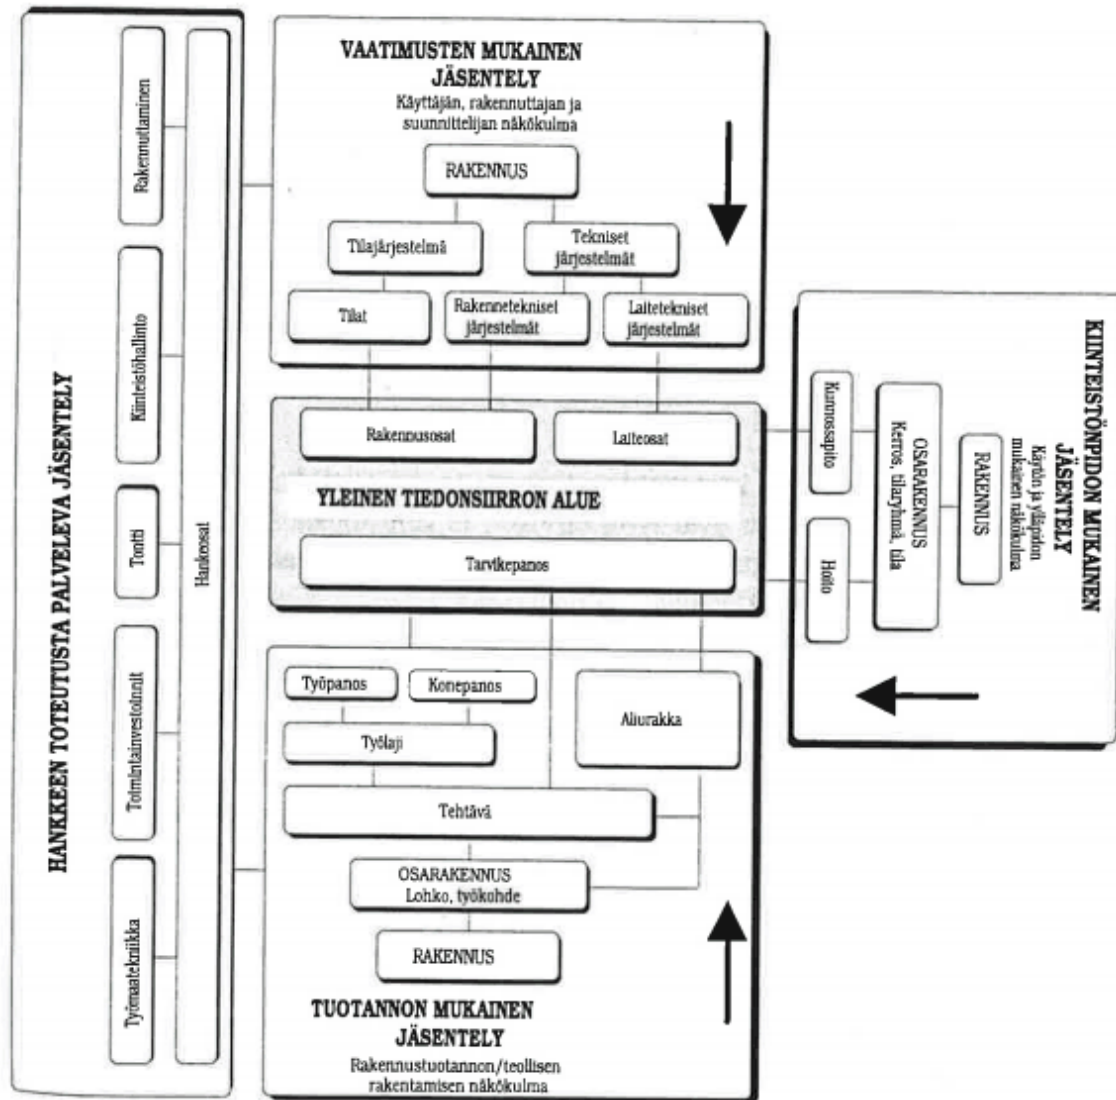 HANKKEEN TOTEUTUSTA PALVELEVA JÄSENTELY
Rakennuttaminen
Kiinteistöhallinto
Tontti
Toimintainvestoinnit
Työmaatekniikka
Hankeosat
VAATIMUSTEN MUKAINEN
JÄSENTELY
Käyttäjän, rakennuttajan ja
suunnittelijan näkökulma
RAKENNUS
Tilajärjestelmä
Tekniset
järjestelmät
Tilat
Rakennetekniset
järjestelmät
Laitetekniset
järjestelmät
Rakennusosat
Laiteosat
YLEINEN TIEDONSIIRRON ALUE
Tarvikepanos
Työpanos
Konepanos
Aliurakka
Työlaji
Tehtävä
OSARAKENNUS
Lohko, työkohde
RAKENNUS
TUOTANNON MUKAINEN
JÄSENTELY
Rakennustuotannon/teollisen
rakentamisen näkökulma
KIINTEISTÖNPIDON MUKAINEN
JÄSENTELY
Käytön ja ylläpidon
mukainen näkökulma
RAKENNUS
OSARAKENNUS
Kerros, tilaryhmä, tila
Kunnossapito
Hoito